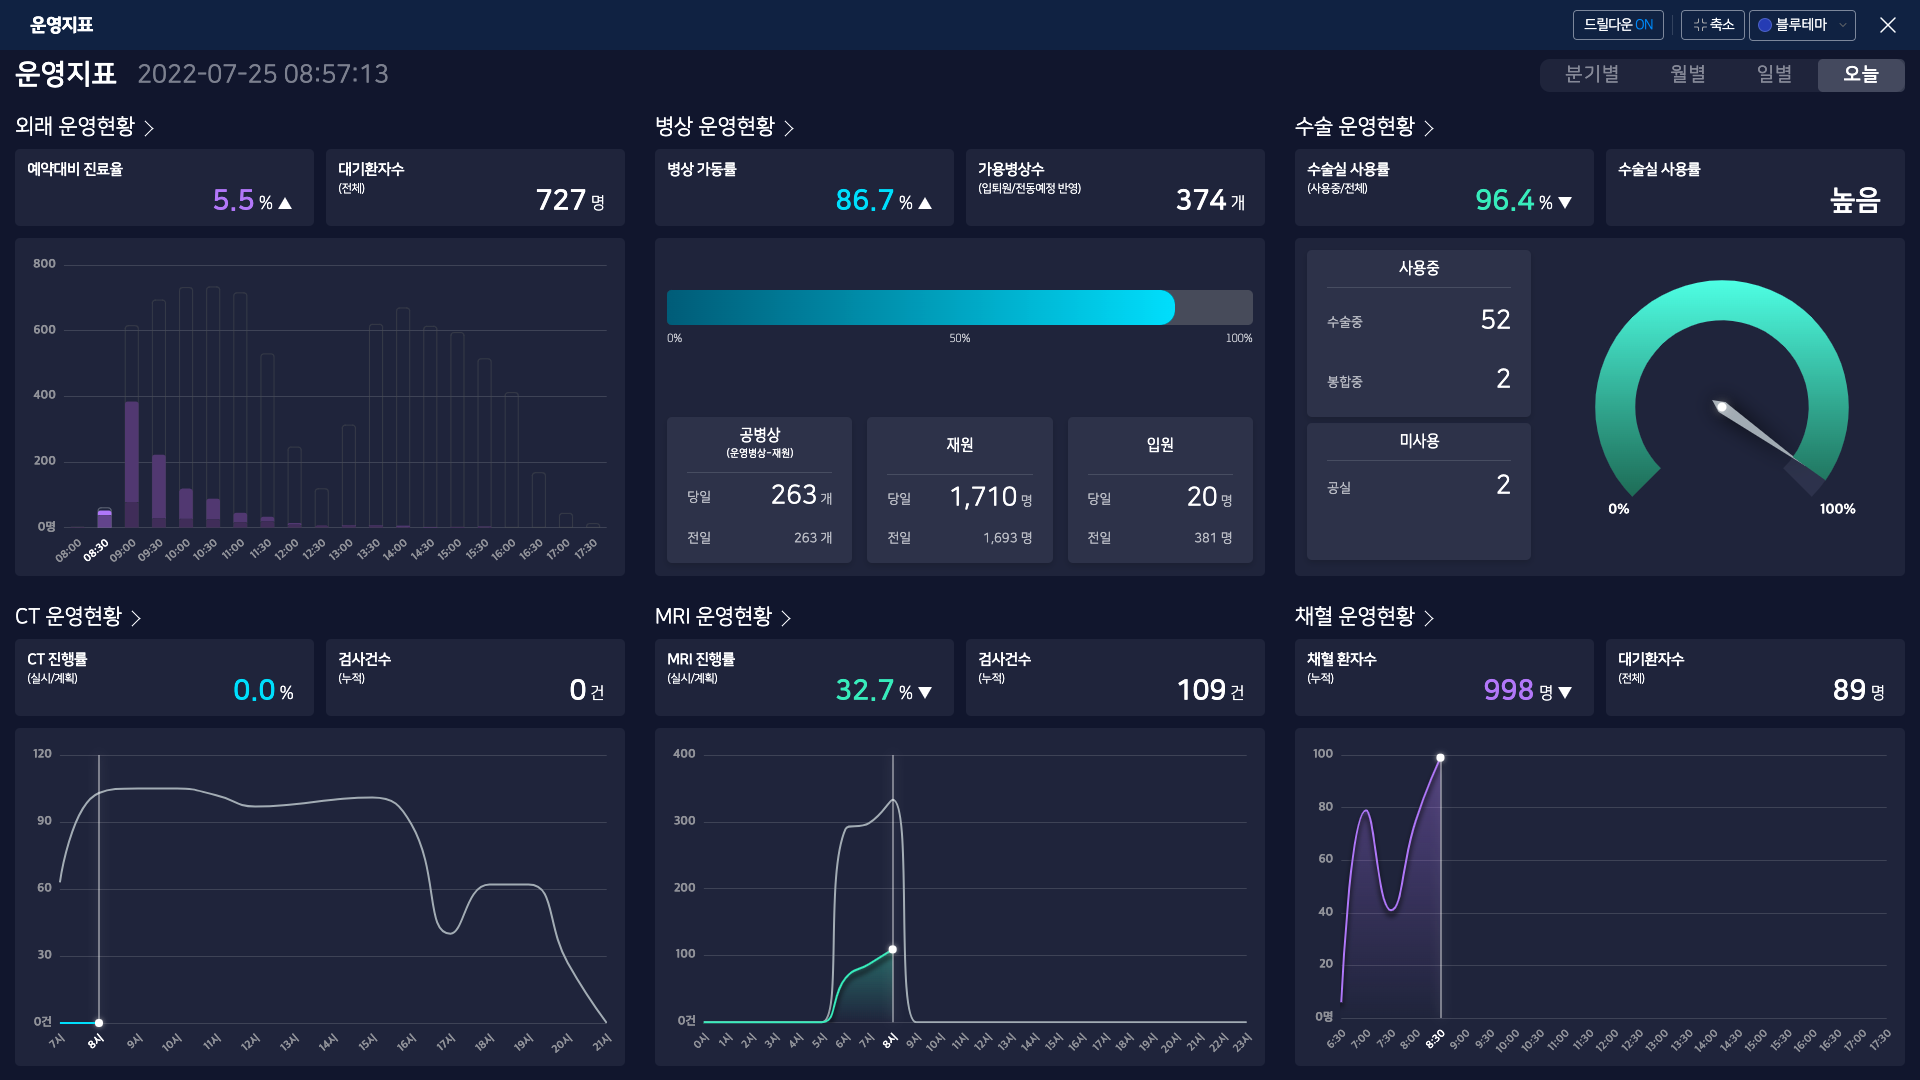 운영지표
드릴다운 ON
축소
블루테마
운영지표 2022-07-25 08:57:13
분기별 월별 일별 오늘
외래 운영현황
예약대비 진료율
5.5 % ▲
대기환자수
(전체)
727 명
800
600
400
200
0명
08:00 08:30 09:00 09:30 10:00 10:30 11:00 11:30 12:00 12:30 13:00 13:30 14:00 14:30 15:00 15:30 16:00 16:30 17:00 17:30
병상 운영현황
병상 가동률
86.7 % ▲
가용병상수
(입퇴원/전동예정 반영)
374 개
0% 50% 100%
공병상
(운영병상-재원)
당일 263 개
전일 263 개
재원
당일 1,710 명
전일 1,693 명
입원
당일 20 명
전일 381 명
수술 운영현황
수술실 사용률
(사용중/전체)
96.4 % ▼
수술실 사용률
높음
사용중
수술중 52
봉합중 2
미사용
공실 2
0% 100%
CT 운영현황
CT 진행률
(실시/계획)
0.0 %
검사건수
(누적)
0 건
120
90
60
30
0건
7시 8시 9시 10시 11시 12시 13시 14시 15시 16시 17시 18시 19시 20시 21시
MRI 운영현황
MRI 진행률
(실시/계획)
32.7 % ▼
검사건수
(누적)
109 건
400
300
200
100
0건
0시 1시 2시 3시 4시 5시 6시 7시 8시 9시 10시 11시 12시 13시 14시 15시 16시 17시 18시 19시 20시 21시 22시 23시
채혈 운영현황
채혈 환자수
(누적)
998 명 ▼
대기환자수
(전체)
89 명
100
80
60
40
20
0명
6:30 7:00 7:30 8:00 8:30 9:00 9:30 10:00 10:30 11:00 11:30 12:00 12:30 13:00 13:30 14:00 14:30 15:00 15:30 16:00 16:30 17:00 17:30